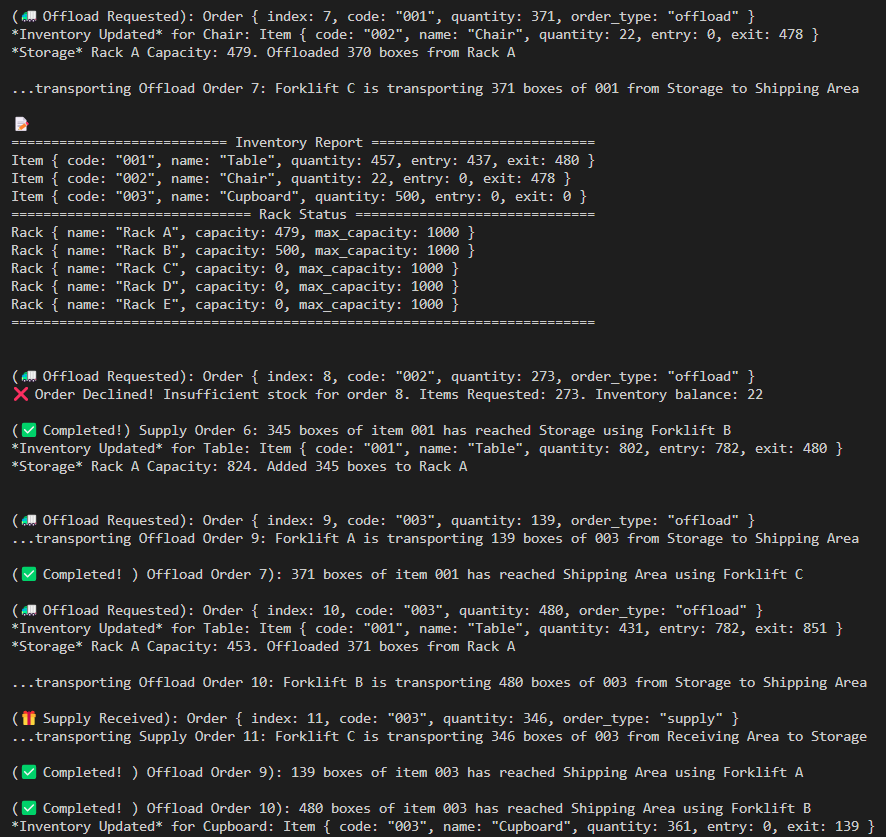 (🚛 Offload Requested): Order { index: 7, code: "001", quantity: 371, order_type: "offload" }
*Inventory Updated* for Chair: Item { code: "002", name: "Chair", quantity: 22, entry: 0, exit: 478 }
*Storage* Rack A Capacity: 479. Offloaded 370 boxes from Rack A
...transporting Offload Order 7: Forklift C is transporting 371 boxes of 001 from Storage to Shipping Area
📝
=========================== Inventory Report ============================
Item { code: "001", name: "Table", quantity: 457, entry: 437, exit: 480 }
Item { code: "002", name: "Chair", quantity: 22, entry: 0, exit: 478 }
Item { code: "003", name: "Cupboard", quantity: 500, entry: 0, exit: 0 }
============================== Rack Status ==============================
Rack { name: "Rack A", capacity: 479, max_capacity: 1000 }
Rack { name: "Rack B", capacity: 500, max_capacity: 1000 }
Rack { name: "Rack C", capacity: 0, max_capacity: 1000 }
Rack { name: "Rack D", capacity: 0, max_capacity: 1000 }
Rack { name: "Rack E", capacity: 0, max_capacity: 1000 }
=========================================================================
(🚛 Offload Requested): Order { index: 8, code: "002", quantity: 273, order_type: "offload" }
❌ Order Declined! Insufficient stock for order 8. Items Requested: 273. Inventory balance: 22
(✅ Completed!) Supply Order 6: 345 boxes of item 001 has reached Storage using Forklift B
*Inventory Updated* for Table: Item { code: "001", name: "Table", quantity: 802, entry: 782, exit: 480 }
*Storage* Rack A Capacity: 824. Added 345 boxes to Rack A
(🚛 Offload Requested): Order { index: 9, code: "003", quantity: 139, order_type: "offload" }
...transporting Offload Order 9: Forklift A is transporting 139 boxes of 003 from Storage to Shipping Area
(✅ Completed! ) Offload Order 7): 371 boxes of item 001 has reached Shipping Area using Forklift C
(🚛 Offload Requested): Order { index: 10, code: "003", quantity: 480, order_type: "offload" }
*Inventory Updated* for Table: Item { code: "001", name: "Table", quantity: 431, entry: 782, exit: 851 }
*Storage* Rack A Capacity: 453. Offloaded 371 boxes from Rack A
...transporting Offload Order 10: Forklift B is transporting 480 boxes of 003 from Storage to Shipping Area
(🎁 Supply Received): Order { index: 11, code: "003", quantity: 346, order_type: "supply" }
...transporting Supply Order 11: Forklift C is transporting 346 boxes of 003 from Receiving Area to Storage
(✅ Completed! ) Offload Order 9): 139 boxes of item 003 has reached Shipping Area using Forklift A
(✅ Completed! ) Offload Order 10): 480 boxes of item 003 has reached Shipping Area using Forklift B
*Inventory Updated* for Cupboard: Item { code: "003", name: "Cupboard", quantity: 361, entry: 0, exit: 139 }